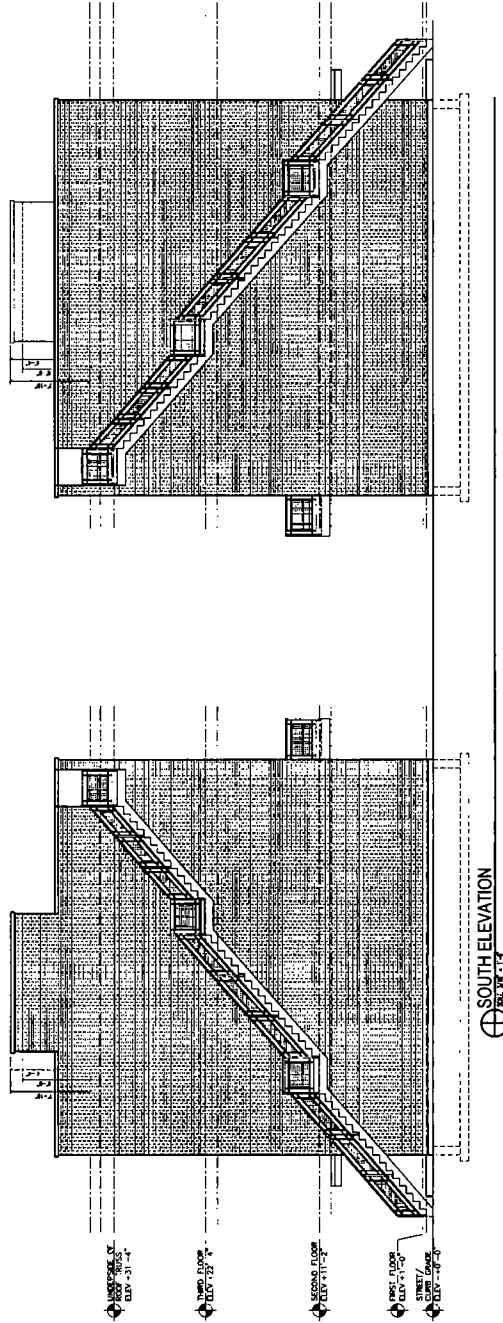 UNDERSIDE OF
ROOF TRUSS
ELEV +31'-4"
THIRD FLOOR
ELEV +22'-4"
SECOND FLOOR
ELEV +11'-2"
FIRST FLOOR
ELEV +1'-0"
STREET/
CURB GRADE
ELEV +0'-0"
SOUTH ELEVATION